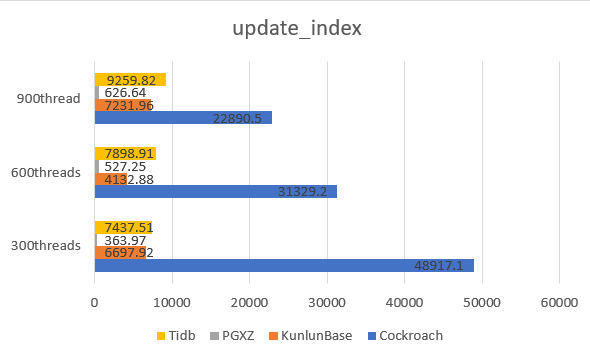 update_index
900thread
9259.82
626.64
7231.96
22890.5
600threads
7898.91
527.25
4132.88
31329.2
300threads
7437.51
363.97
6697.92
48917.1
0 10000 20000 30000 40000 50000 60000
Tidb PGXZ KunlunBase Cockroach